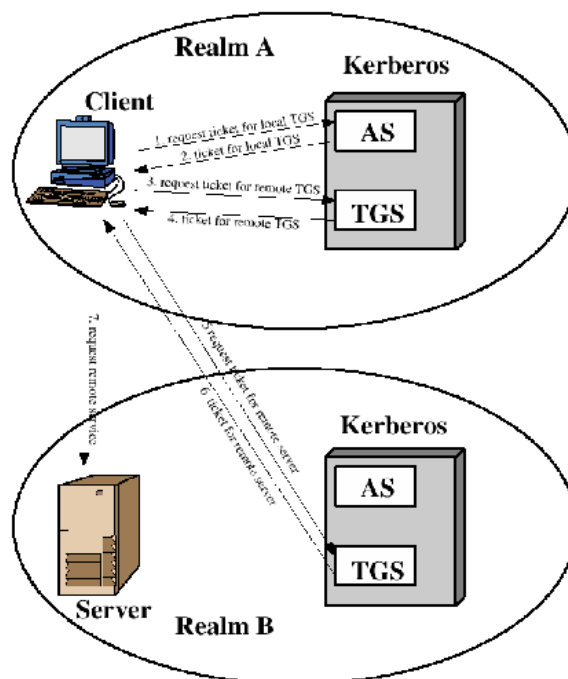 Realm A
Kerberos
Client
1. request ticket for local TGS
AS
2. ticket for local TGS
3. request ticket for remote TGS
TGS
4. ticket for remote TGS
5 request ticket for remote server
6. ticket for remote server
7. request remote service
Kerberos
AS
TGS
Server
Realm B